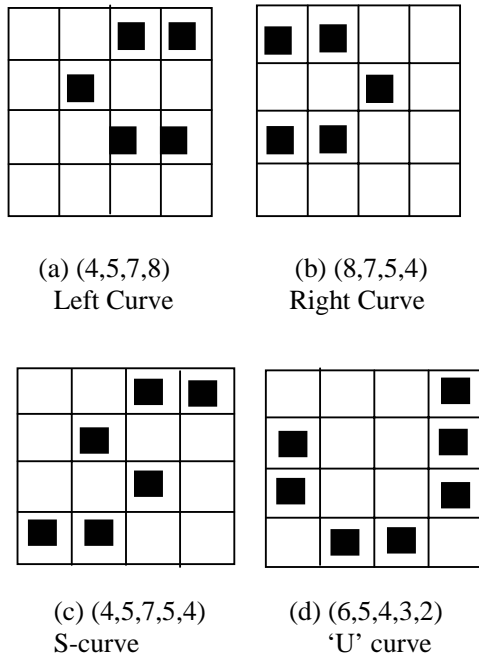 (a) (4,5,7,8)
Left Curve
(b) (8,7,5,4)
Right Curve
(c) (4,5,7,5,4)
S-curve
(d) (6,5,4,3,2)
‘U’ curve